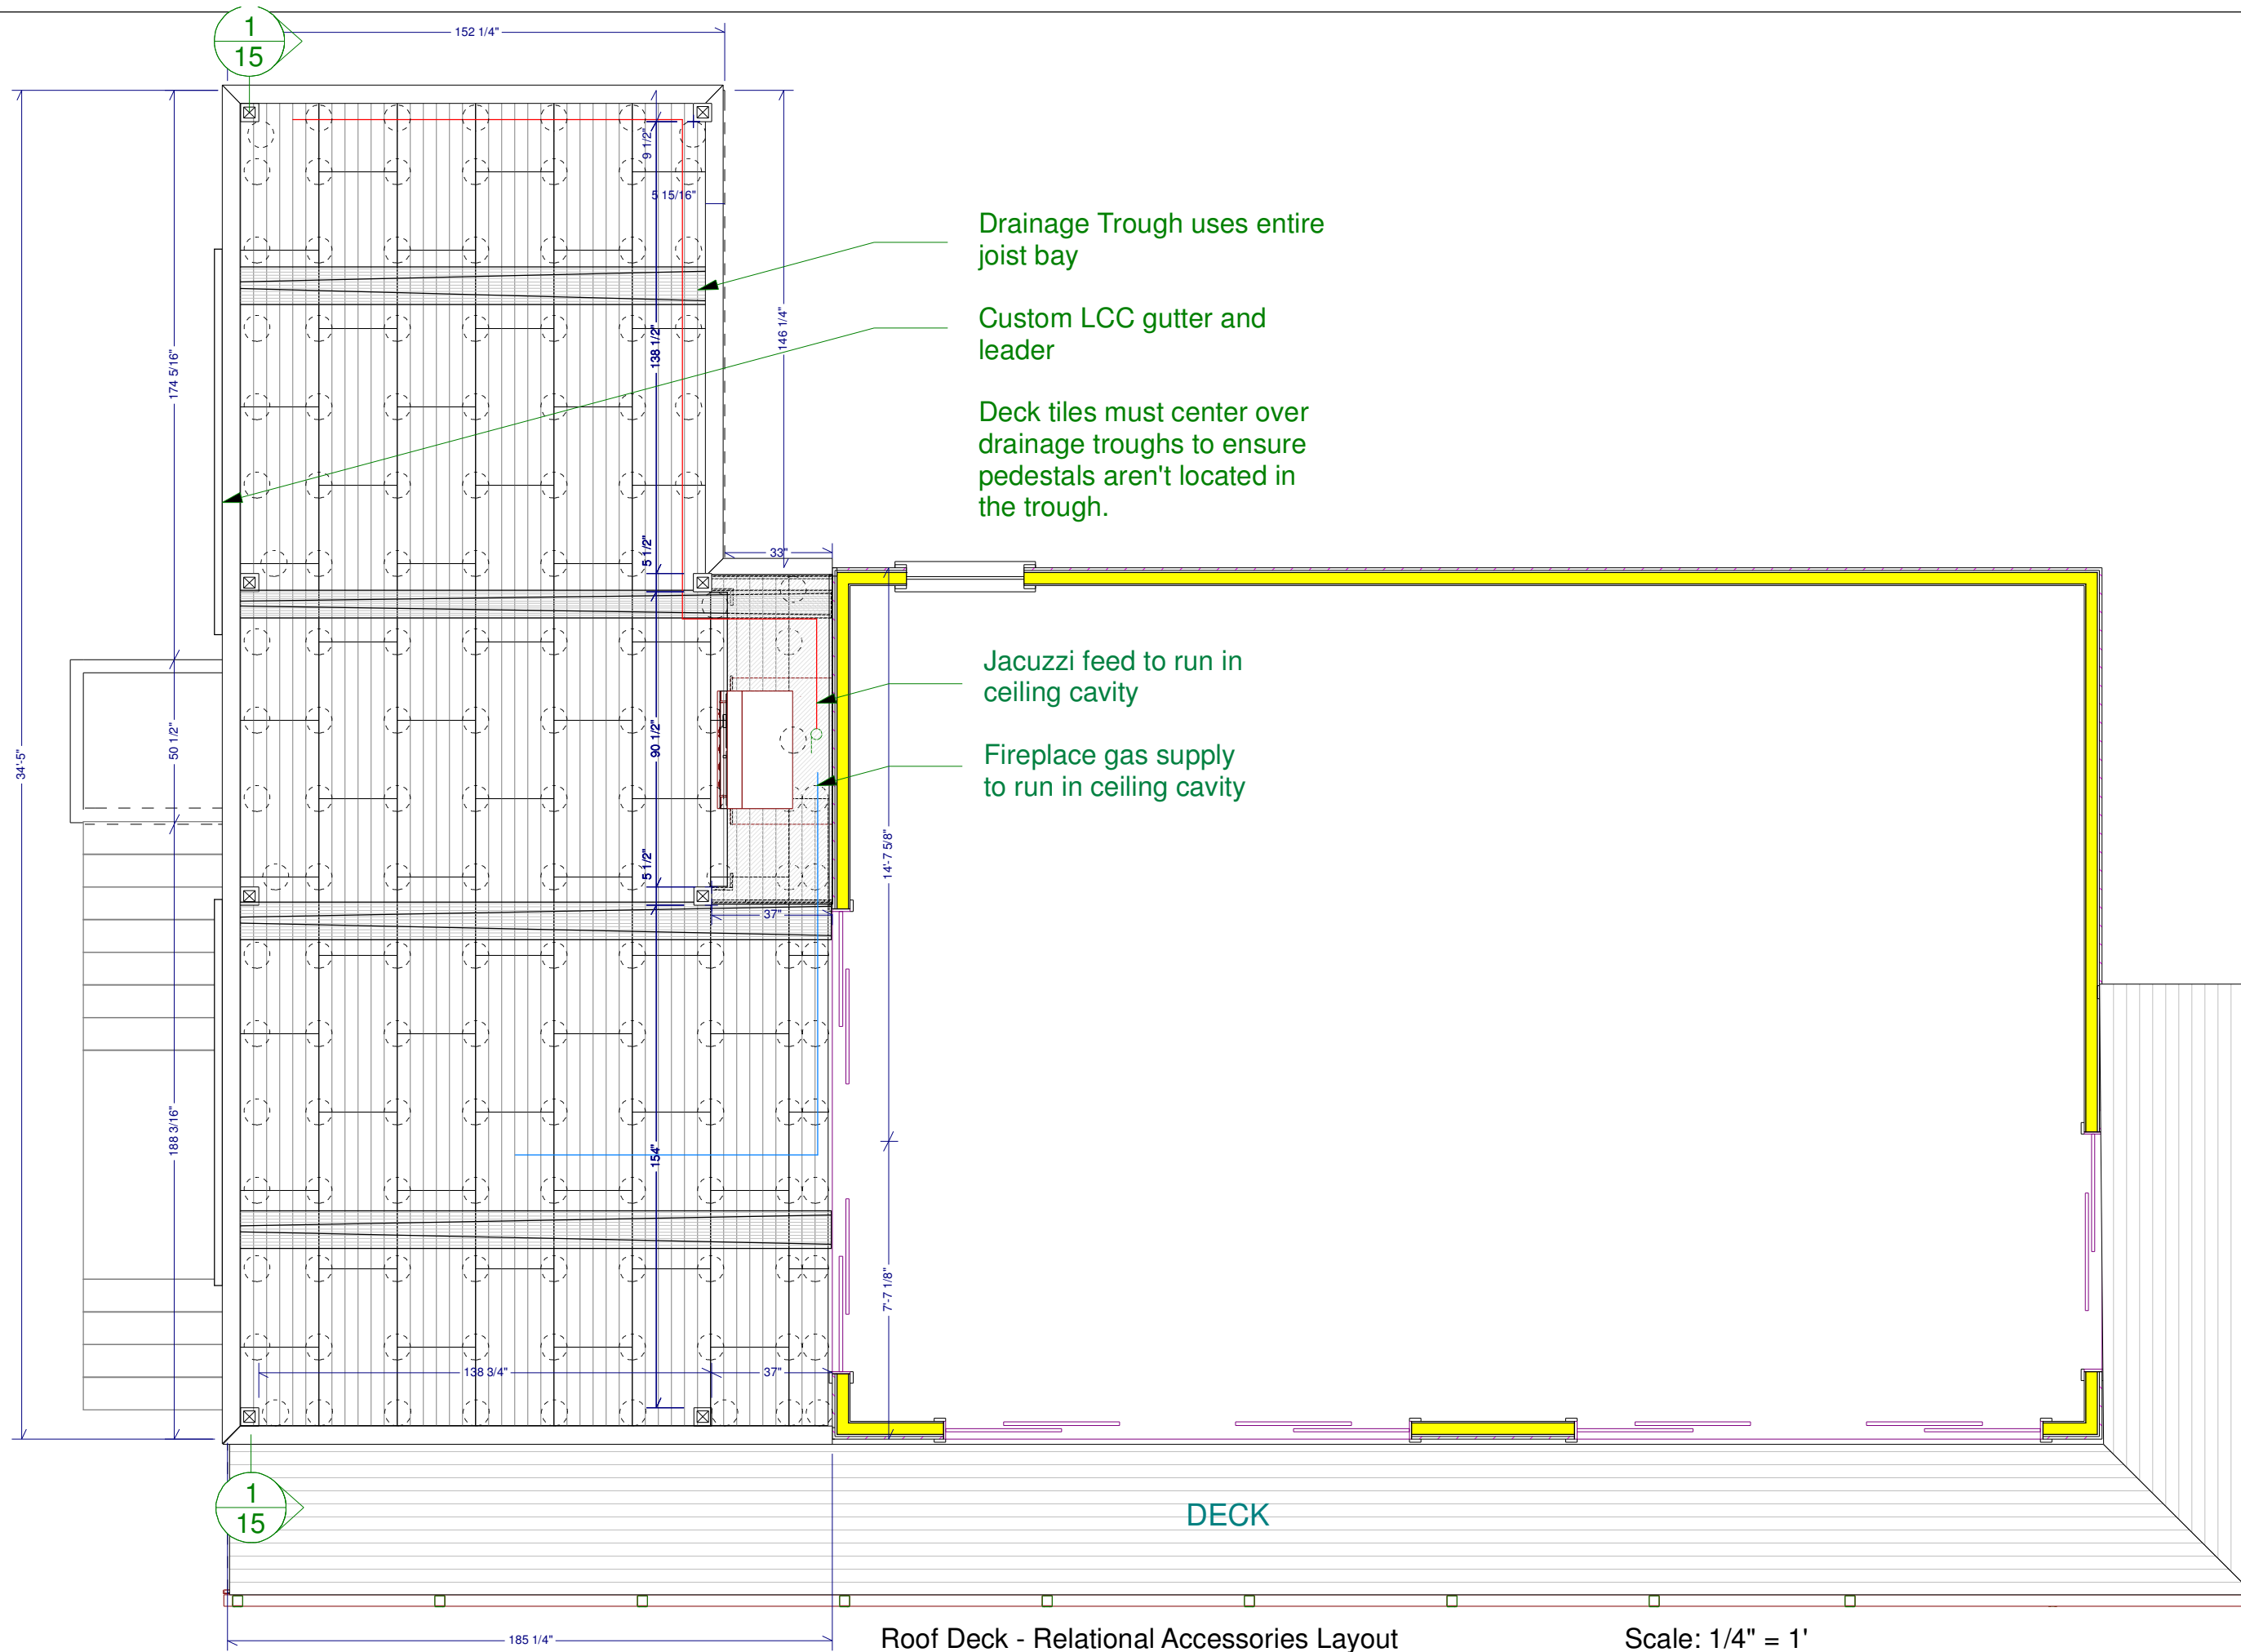 1
15
152 1/4"
9 1/2"
5 15/16"
174 5/16"
138 1/2"
146 1/4"
Drainage Trough uses entire
joist bay
Custom LCC gutter and
leader
Deck tiles must center over
drainage troughs to ensure
pedestals aren't located in
the trough.
5 1/2"
33"
34'-5"
50 1/2"
90 1/2"
Jacuzzi feed to run in
ceiling cavity
Fireplace gas supply
to run in ceiling cavity
5 1/2"
14'-7 5/8"
37"
188 3/16"
154"
7'-7 1/8"
138 3/4"
37"
1
15
DECK
185 1/4"
Roof Deck - Relational Accessories Layout
Scale: 1/4" = 1'